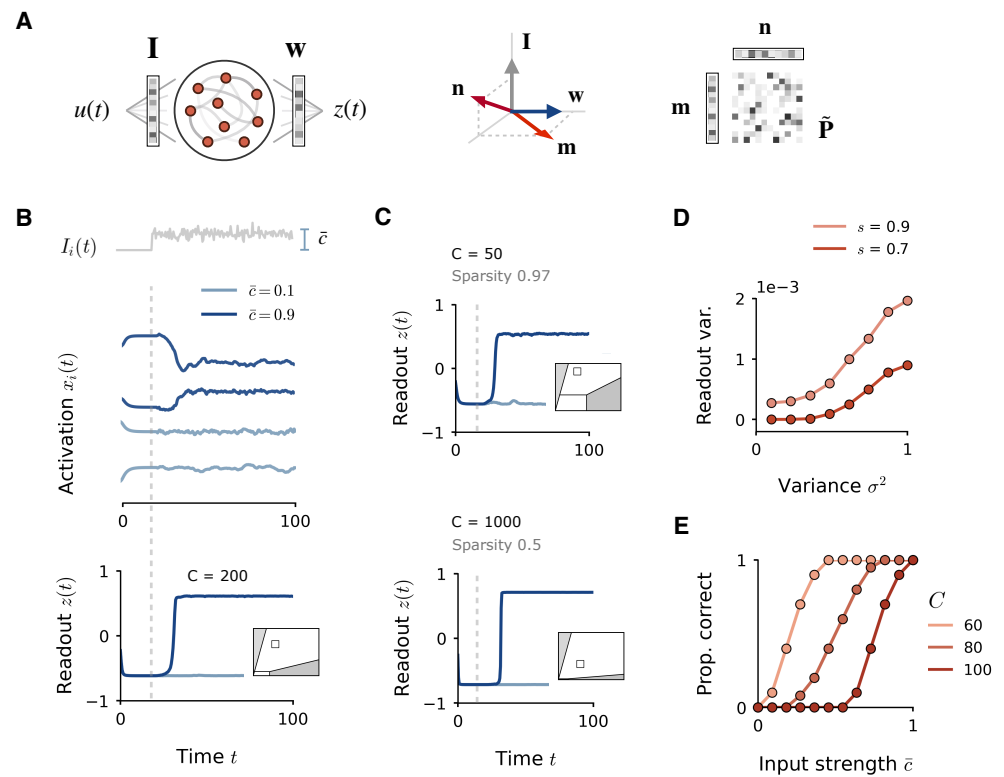 A
I
w
u(t)
z(t)
I
n
w
m
n
m
P̃
B
I_i(t)
c̄
c̄ = 0.1
c̄ = 0.9
Activation x_i(t)
0
100
C = 200
Readout z(t)
1
0
−1
0
100
Time t
C
C = 50
Sparsity 0.97
Readout z(t)
1
0
−1
0
100
C = 1000
Sparsity 0.5
Readout z(t)
1
0
−1
0
100
Time t
D
s = 0.9
s = 0.7
1e−3
Readout var.
2
1
0
0
1
Variance σ²
E
Prop. correct
1
0
0
1
Input strength c̄
C
60
80
100